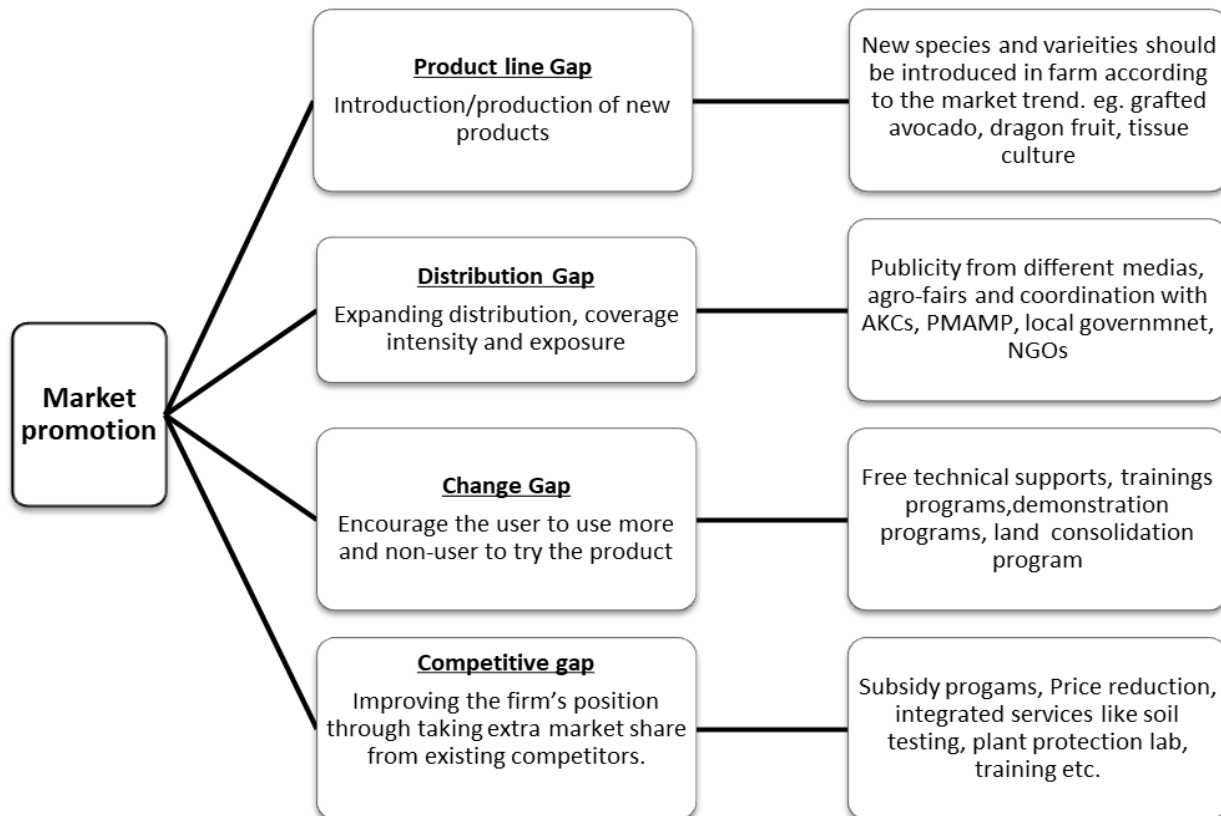 Market
promotion
Product line Gap
Introduction/production of new
products
New species and varieities should
be introduced in farm according
to the market trend. eg. grafted
avocado, dragon fruit, tissue
culture
Distribution Gap
Expanding distribution, coverage
intensity and exposure
Publicity from different medias,
agro-fairs and coordination with
AKCs, PMAMP, local governmnet,
NGOs
Change Gap
Encourage the user to use more
and non-user to try the product
Free technical supports, trainings
programs,demonstration
programs, land consolidation
program
Competitive gap
Improving the firm's position
through taking extra market share
from existing competitors.
Subsidy progams, Price reduction,
integrated services like soil
testing, plant protection lab,
training etc.